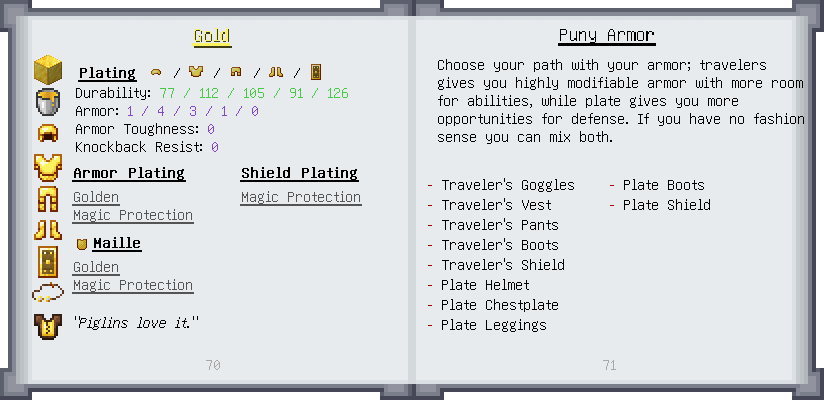 Gold
Plating / / / /
Durability: 77 / 112 / 105 / 91 / 126
Armor: 1 / 4 / 3 / 1 / 0
Armor Toughness: 0
Knockback Resist: 0
Armor Plating
Golden
Magic Protection
Shield Plating
Magic Protection
Maille
Golden
Magic Protection
"Piglins love it."
70
Puny Armor
Choose your path with your armor; travelers
gives you highly modifiable armor with more room
for abilities, while plate gives you more
opportunities for defense. If you have no fashion
sense you can mix both.
- Traveler's Goggles
- Traveler's Vest
- Traveler's Pants
- Traveler's Boots
- Traveler's Shield
- Plate Helmet
- Plate Chestplate
- Plate Leggings
- Plate Boots
- Plate Shield
71